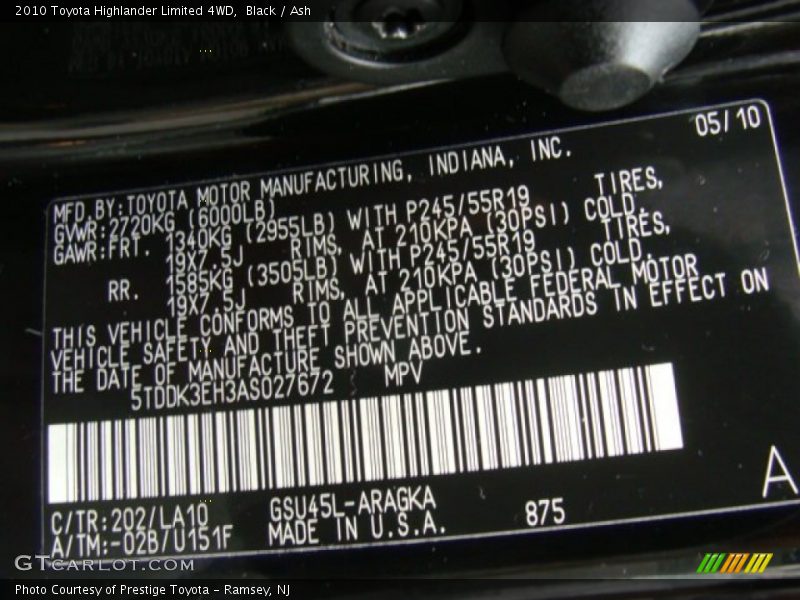 2010 Toyota Highlander Limited 4WD, Black / Ash
05/10
MFD.BY:TOYOTA MOTOR MANUFACTURING, INDIANA, INC.
GVWR:2720KG (6000LB)
GAWR:FRT. 1340KG (2955LB) WITH P245/55R19 TIRES,
19X7.5J RIMS, AT 210KPA (30PSI) COLD.
RR. 1585KG (3505LB) WITH P245/55R19 TIRES,
19X7.5J RIMS, AT 210KPA (30PSI) COLD.
THIS VEHICLE CONFORMS TO ALL APPLICABLE FEDERAL MOTOR
VEHICLE SAFETY AND THEFT PREVENTION STANDARDS IN EFFECT ON
THE DATE OF MANUFACTURE SHOWN ABOVE.
5TDDK3EH3AS027672 MPV
C/TR:202/LA10 GSU45L-ARAGKA 875 A
A/TM:-02B/U151F MADE IN U.S.A.
GTCARLOT.COM
Photo Courtesy of Prestige Toyota - Ramsey, NJ